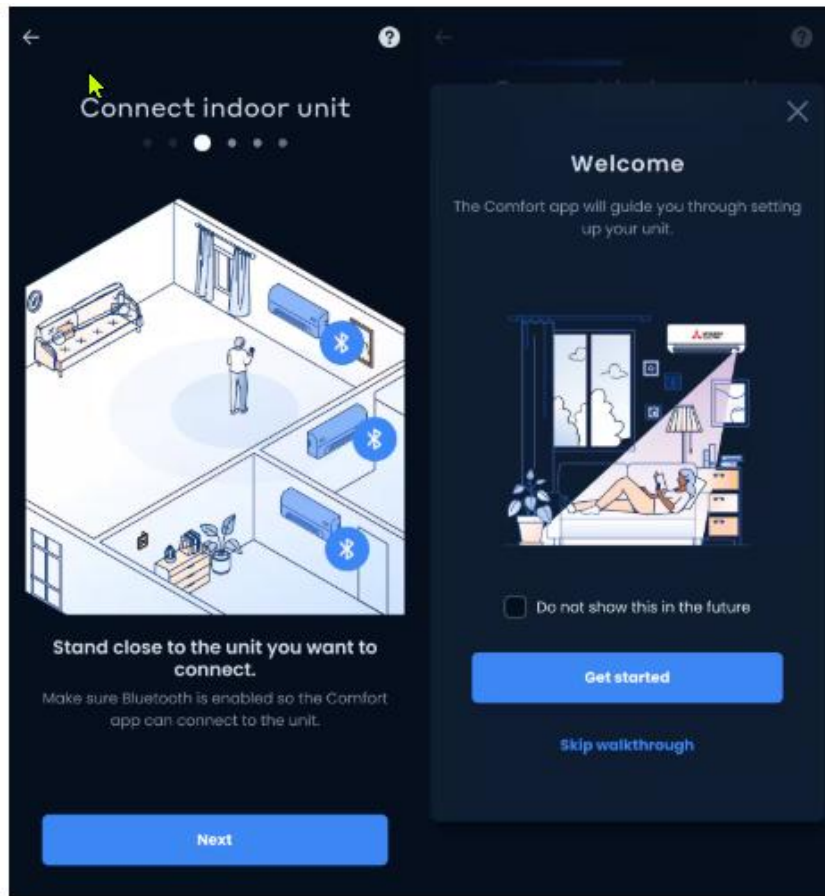 Connect indoor unit
Stand close to the unit you want to
connect.
Make sure Bluetooth is enabled so the Comfort
app can connect to the unit.
Next
Welcome
The Comfort app will guide you through setting
up your unit.
Do not show this in the future
Get started
Skip walkthrough